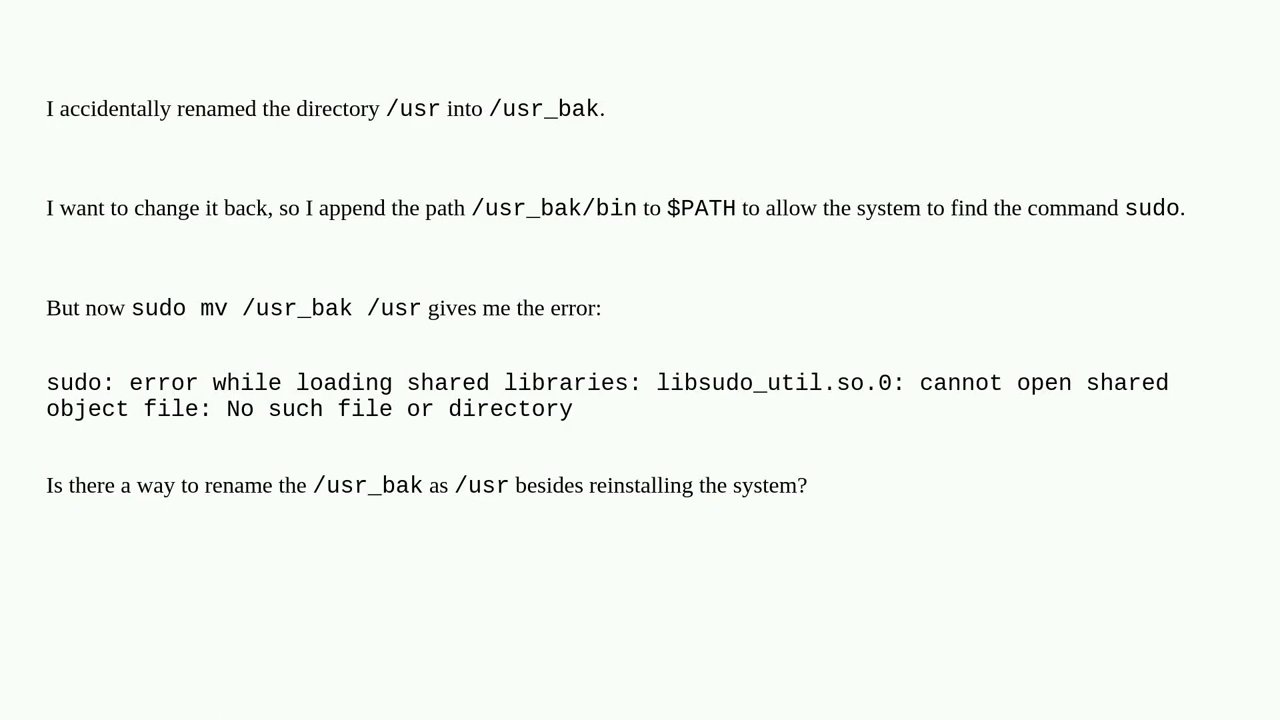 I accidentally renamed the directory /usr into /usr_bak.
I want to change it back, so I append the path /usr_bak/bin to $PATH to allow the system to find the command sudo.
But now sudo mv /usr_bak /usr gives me the error:
sudo: error while loading shared libraries: libsudo_util.so.0: cannot open shared
object file: No such file or directory
Is there a way to rename the /usr_bak as /usr besides reinstalling the system?